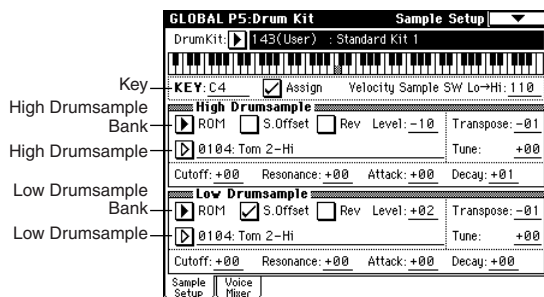 GLOBAL P5:Drum Kit Sample Setup
DrumKit: 143(User) : Standard Kit 1
Key
KEY: C4 Assign Velocity Sample SW Lo→Hi: 110
High Drumsample Bank
High Drumsample
ROM S.Offset Rev Level: -10 Transpose: -01
High Drumsample
0104: Tom 2-Hi Tune: +00
Cutoff: +00 Resonance: +00 Attack: +00 Decay: +01
Low Drumsample Bank
Low Drumsample
ROM S.Offset Rev Level: +02 Transpose: -01
Low Drumsample
0104: Tom 2-Hi Tune: +00
Cutoff: +00 Resonance: +00 Attack: +00 Decay: +00
Sample Setup
Voice Mixer